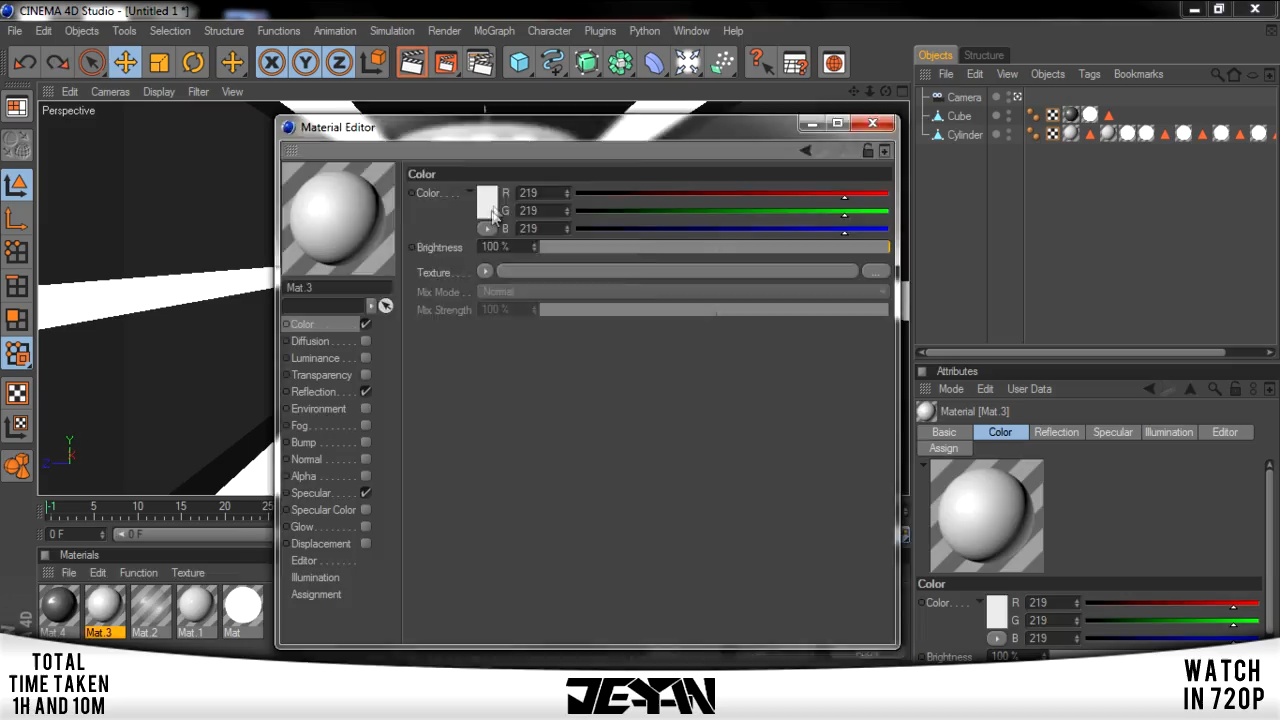 CINEMA 4D Studio - [Untitled 1 *]
File Edit Objects Tools Selection Structure Functions Animation Simulation Render MoGraph Character Plugins Python Window Help
X Y Z
Objects Structure
File Edit View Objects Tags Bookmarks
Edit Cameras Display Filter View
Perspective
Camera
Cube
Cylinder
Material Editor
Color
Color. . . . R 219
G 219
B 219
Brightness 100 %
Texture. . . . .
...
Mix Mode . . Normal
Mix Strength 100 %
Mat.3
Color
Diffusion
Luminance
Transparency
Reflection
Environment
Fog
Bump
Normal
Alpha
Specular
Specular Color
Glow
Displacement
Editor
Illumination
Assignment
Y
Z
-1 5 10 15 20 25
0 F 0 F
Materials
File Edit Function Texture
Mat.4 Mat.3 Mat.2 Mat.1 Mat
Attributes
Mode Edit User Data
Material [Mat.3]
Basic Color Reflection Specular Illumination Editor
Assign
Color
Color. . . . R 219
G 219
B 219
Brightness 100 %
TOTAL
TIME TAKEN
1H AND 10M
JEYAN
WATCH
IN 720P